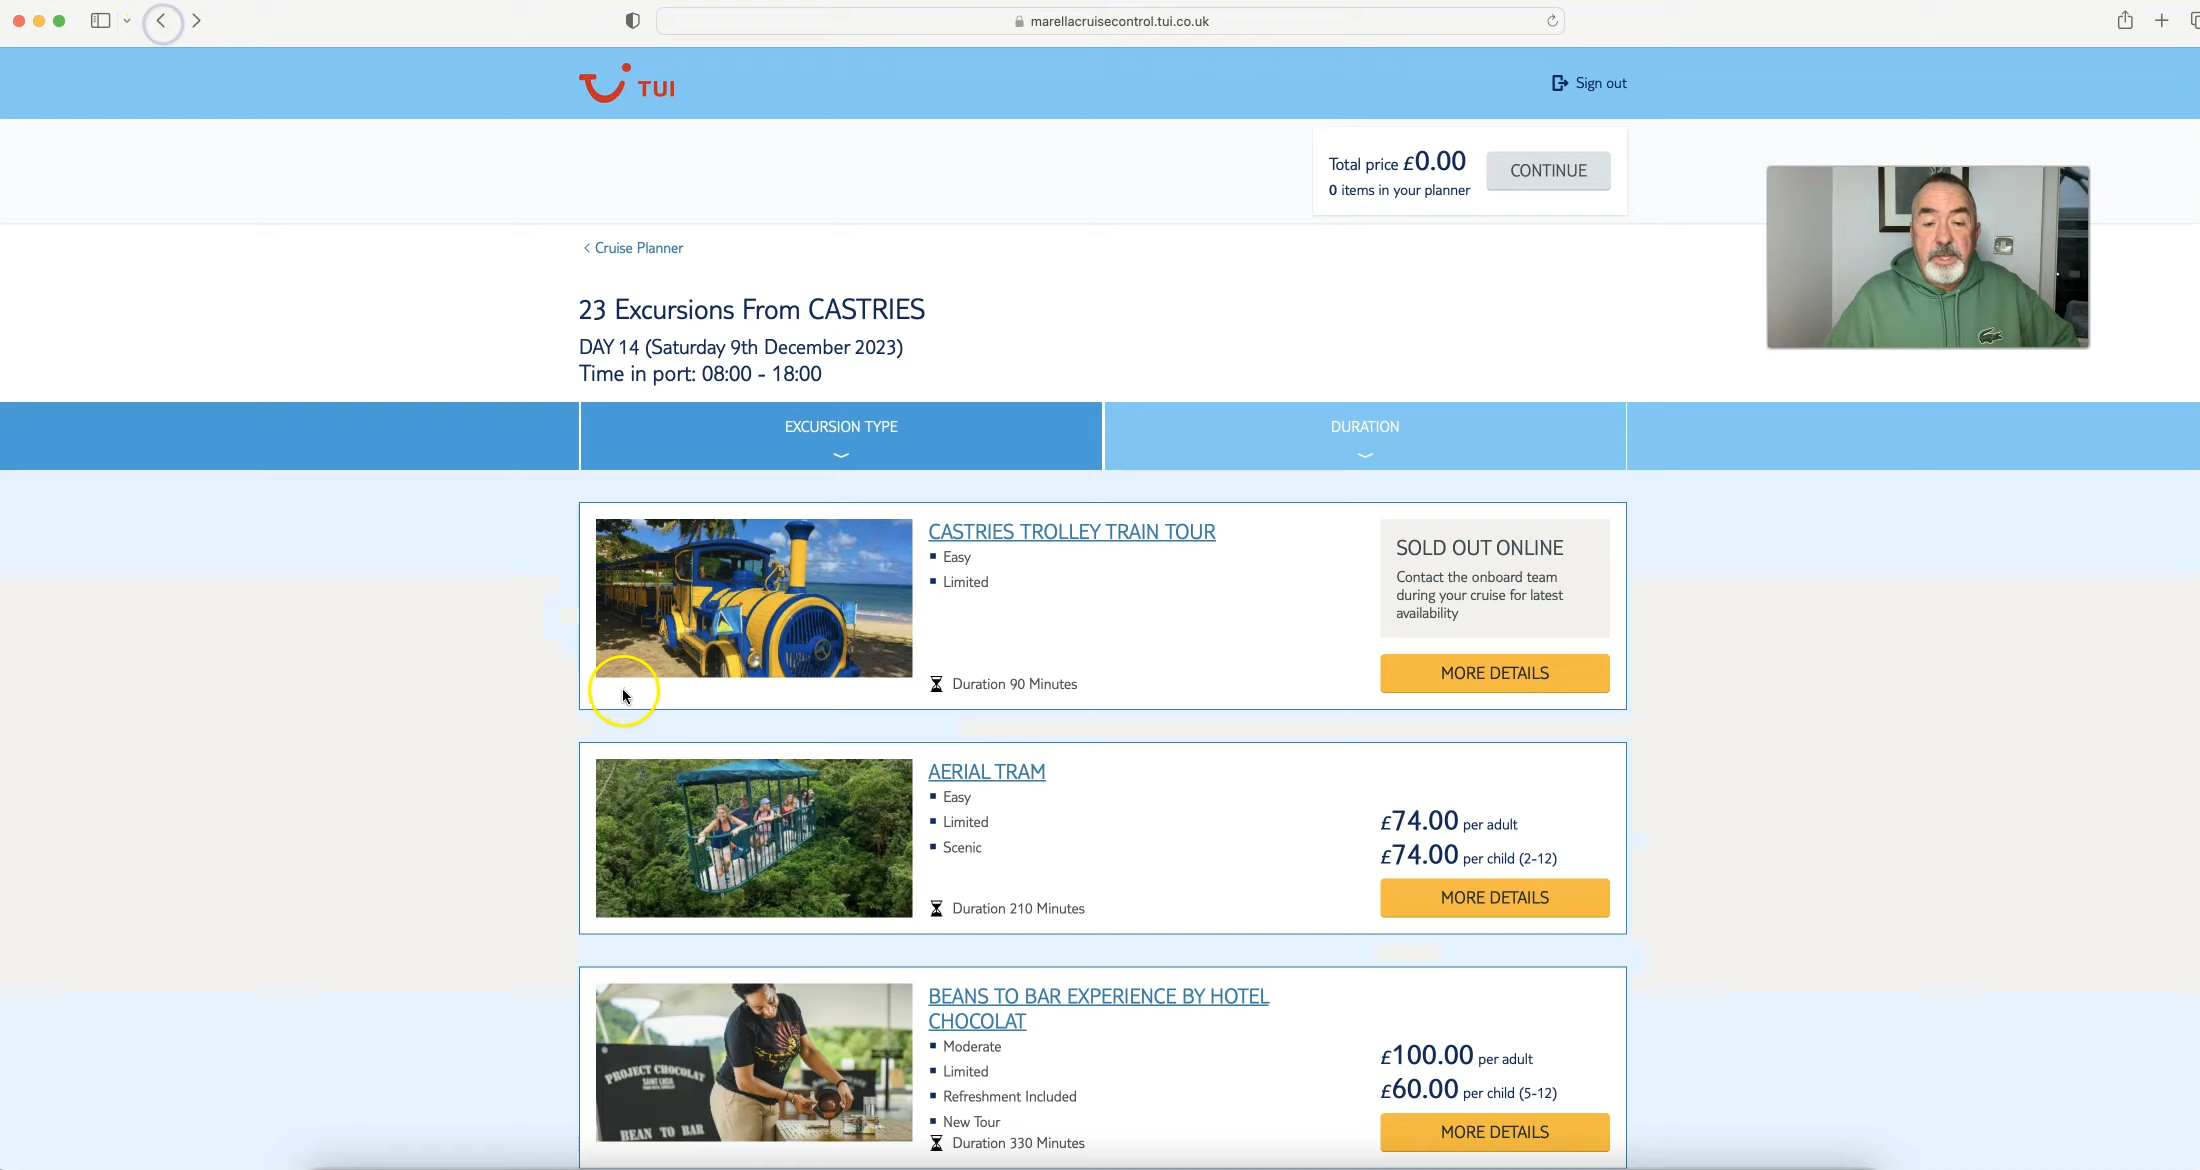 marellacruisecontrol.tui.co.uk
TUI
Sign out
Total price £0.00
0 items in your planner
CONTINUE
< Cruise Planner
23 Excursions From CASTRIES
DAY 14 (Saturday 9th December 2023)
Time in port: 08:00 - 18:00
EXCURSION TYPE
DURATION
CASTRIES TROLLEY TRAIN TOUR
Easy
Limited
Duration 90 Minutes
SOLD OUT ONLINE
Contact the onboard team
during your cruise for latest
availability
MORE DETAILS
AERIAL TRAM
Easy
Limited
Scenic
Duration 210 Minutes
£74.00 per adult
£74.00 per child (2-12)
MORE DETAILS
PROJECT CHOCOLAT
SAINT LUCIA
BEAN TO BAR
BEANS TO BAR EXPERIENCE BY HOTEL
CHOCOLAT
Moderate
Limited
Refreshment Included
New Tour
Duration 330 Minutes
£100.00 per adult
£60.00 per child (5-12)
MORE DETAILS